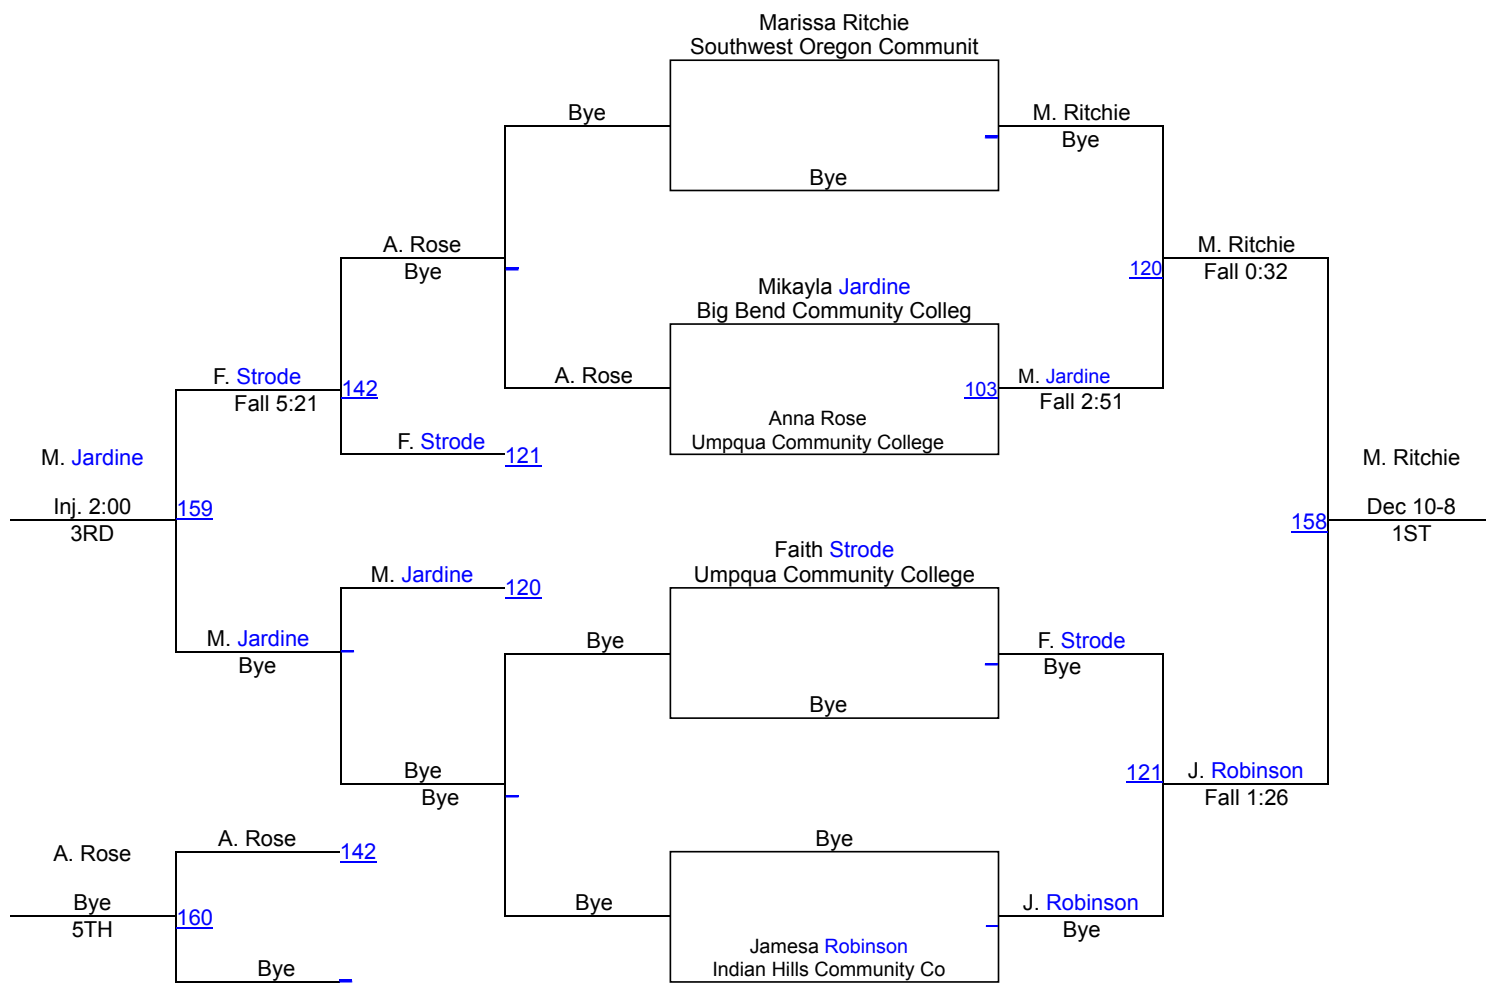 Marissa Ritchie
Southwest Oregon Communit
Bye
M. Ritchie
Bye
Bye
A. Rose
Bye
M. Ritchie
120
Fall 0:32
Mikayla Jardine
Big Bend Community Colleg
A. Rose
103
M. Jardine
Fall 2:51
F. Strode
142
Fall 5:21
Anna Rose
Umpqua Community College
F. Strode
121
M. Jardine
M. Ritchie
Inj. 2:00
159
3RD
158
Dec 10-8
1ST
Faith Strode
Umpqua Community College
M. Jardine
120
M. Jardine
Bye
Bye
F. Strode
Bye
Bye
Bye
Bye
121
J. Robinson
Fall 1:26
A. Rose
A. Rose
142
Bye
Bye
160
5TH
Bye
J. Robinson
Bye
Jamesa Robinson
Indian Hills Community Co
Bye